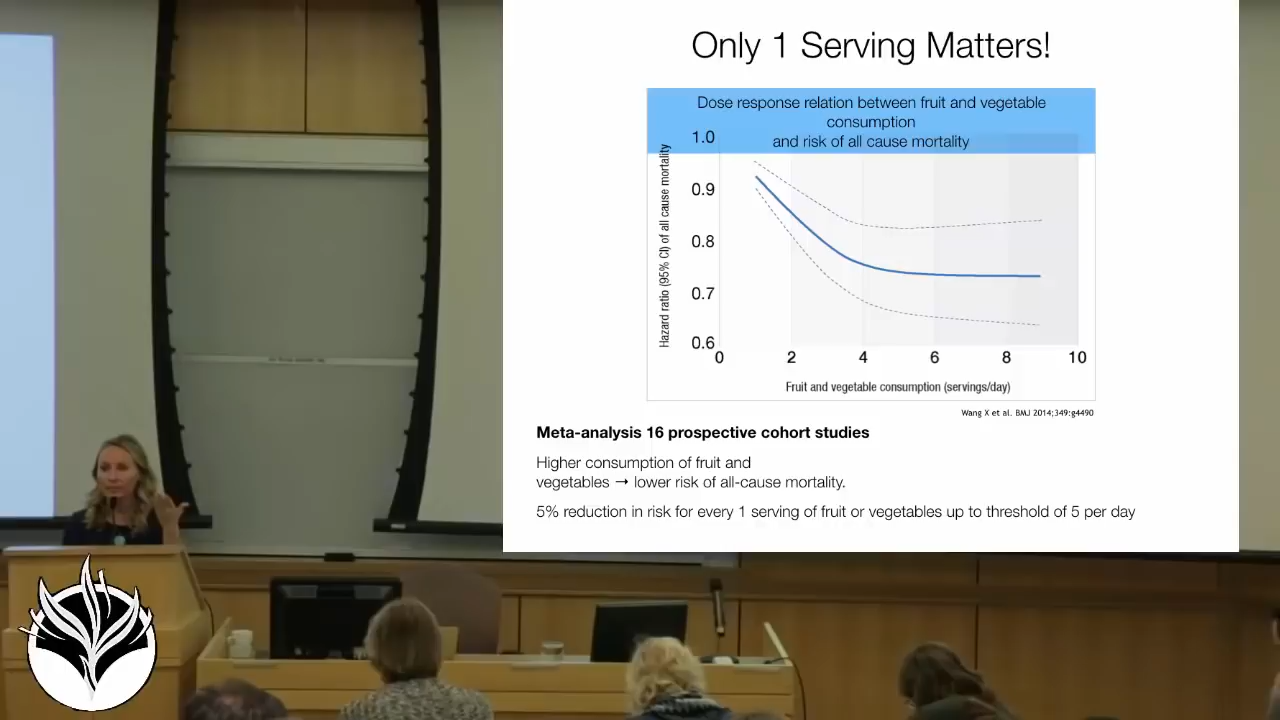 Only 1 Serving Matters!
Dose response relation between fruit and vegetable
consumption
and risk of all cause mortality
Hazard ratio (95% CI) of all cause mortality
1.0
0.9
0.8
0.7
0.6
0 2 4 6 8 10
Fruit and vegetable consumption (servings/day)
Wang X et al. BMJ 2014;349:g4490
Meta-analysis 16 prospective cohort studies
Higher consumption of fruit and
vegetables → lower risk of all-cause mortality.
5% reduction in risk for every 1 serving of fruit or vegetables up to threshold of 5 per day